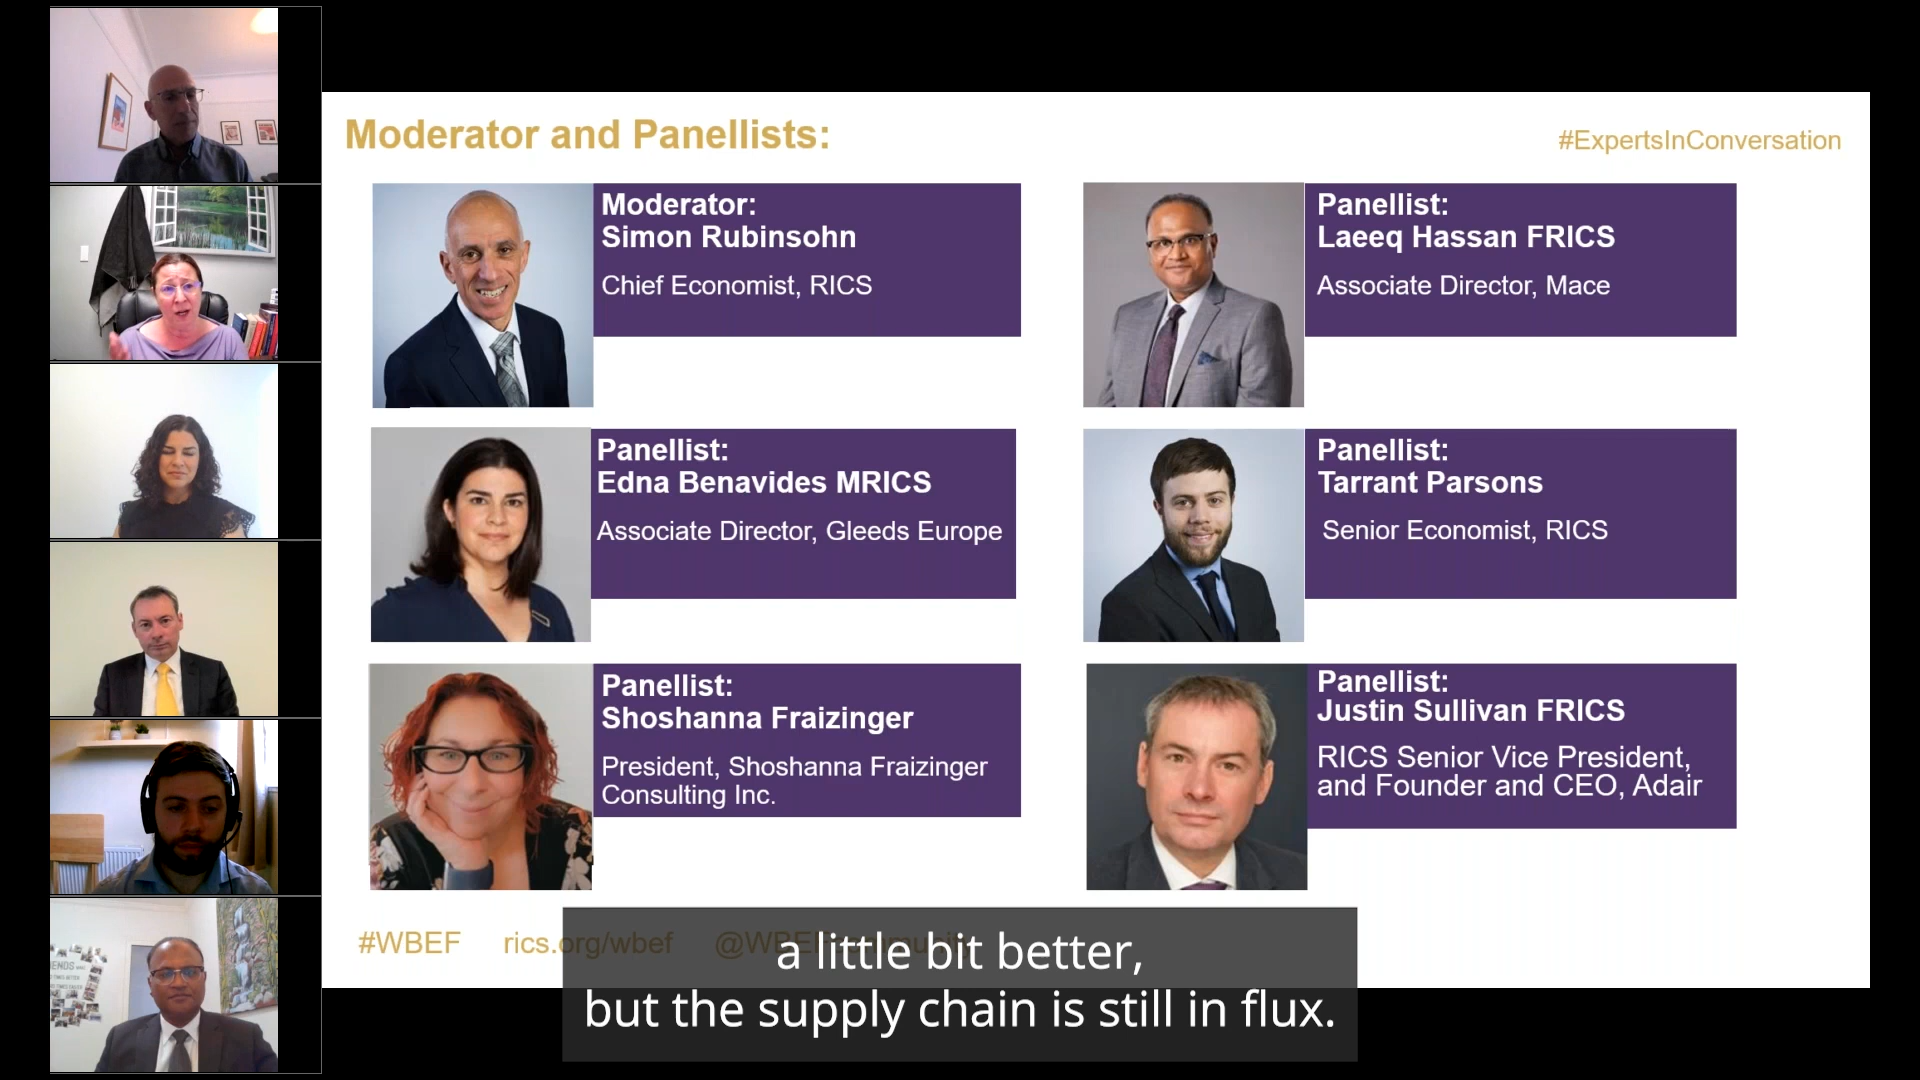 Moderator and Panellists:
#ExpertsInConversation
Moderator:
Simon Rubinsohn
Chief Economist, RICS
Panellist:
Laeeq Hassan FRICS
Associate Director, Mace
Panellist:
Edna Benavides MRICS
Associate Director, Gleeds Europe
Panellist:
Tarrant Parsons
Senior Economist, RICS
Panellist:
Shoshanna Fraizinger
President, Shoshanna Fraizinger
Consulting Inc.
Panellist:
Justin Sullivan FRICS
RICS Senior Vice President,
and Founder and CEO, Adair
#WBEF rics.org/wbef
a little bit better,
but the supply chain is still in flux.